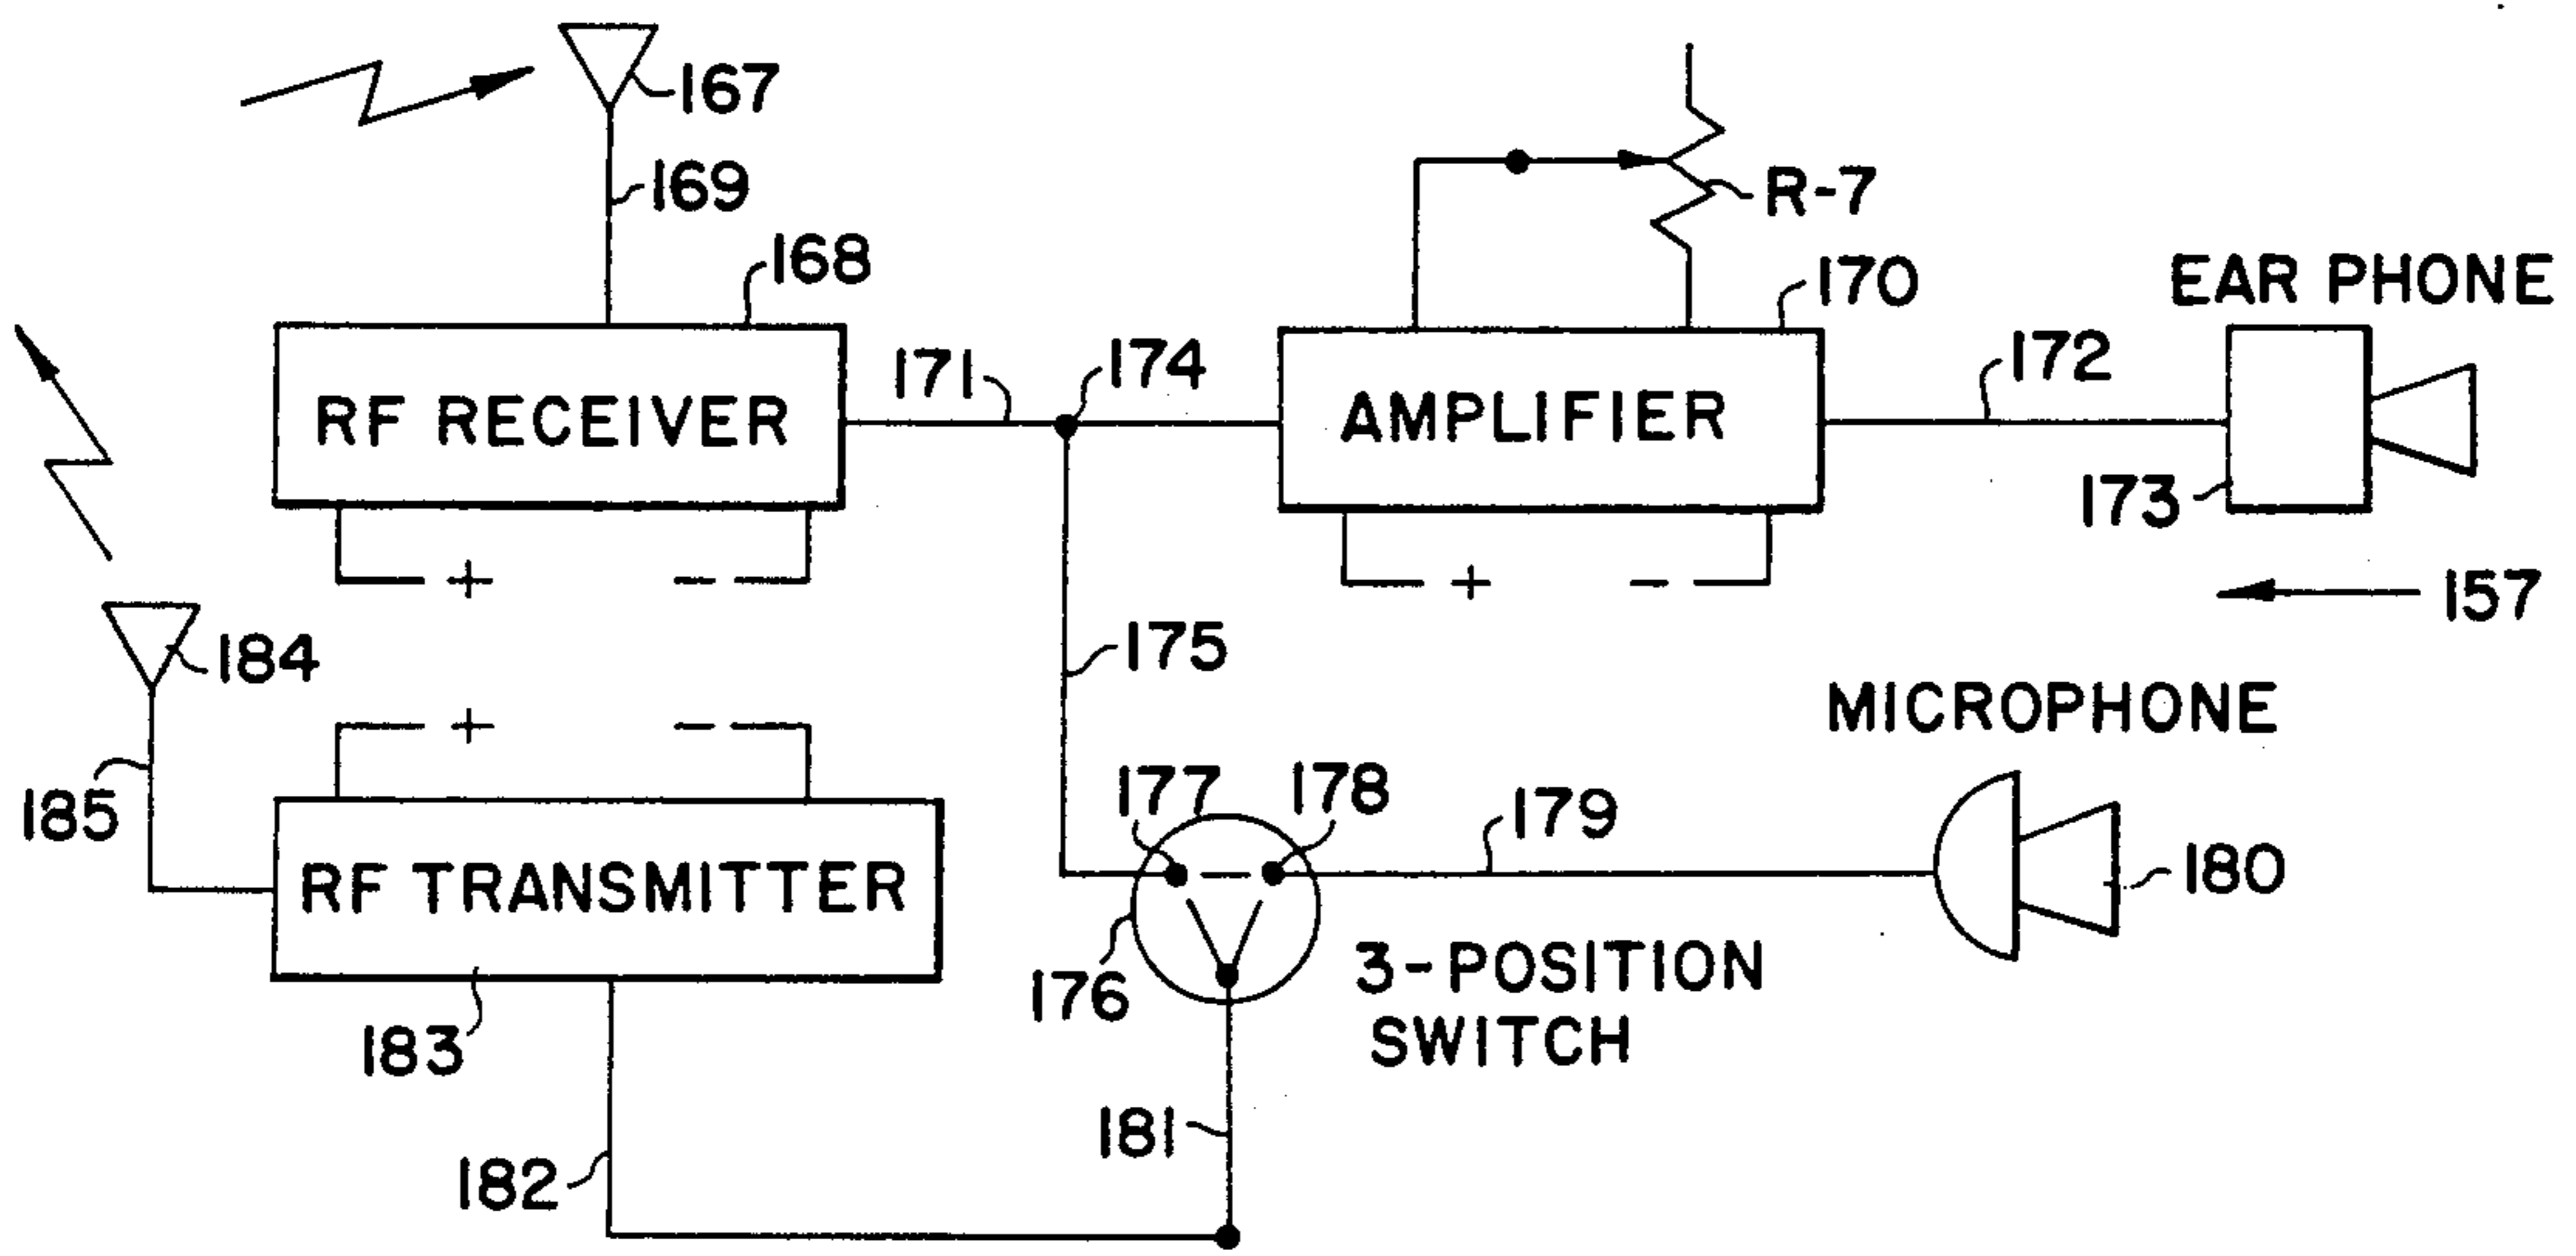 167
169
R-7
168
170
EAR PHONE
171
174
172
RF RECEIVER
AMPLIFIER
173
+ -
+ -
157
184
175
MICROPHONE
+ -
185
177
178
179
180
RF TRANSMITTER
176
3-POSITION
SWITCH
183
181
182